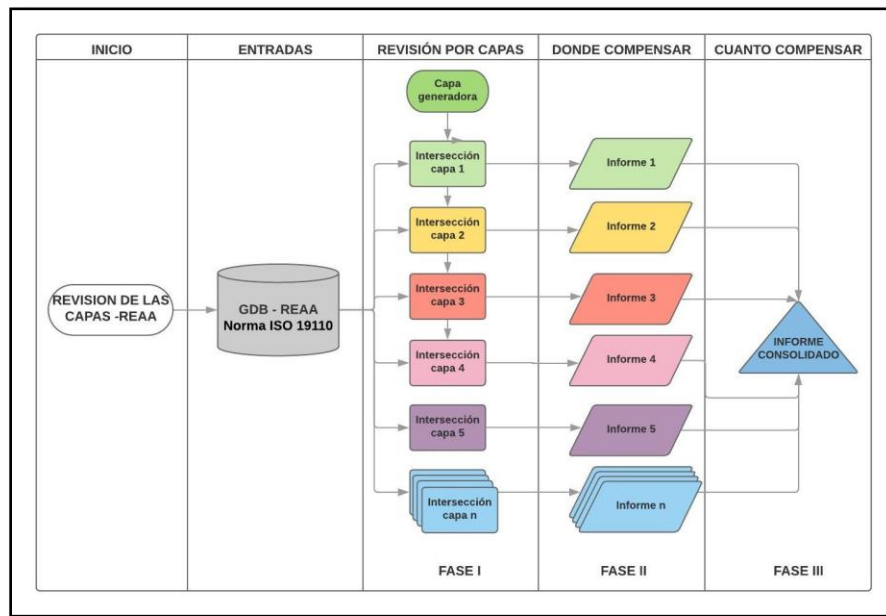 INICIO
ENTRADAS
REVISIÓN POR CAPAS
DONDE COMPENSAR
CUANTO COMPENSAR
Capa
generadora
Intersección
capa 1
Informe 1
Intersección
capa 2
Informe 2
REVISION DE LAS
CAPAS -REAA
GDB - REAA
Norma ISO 19110
Intersección
capa 3
Informe 3
INFORME
CONSOLIDADO
Intersección
capa 4
Informe 4
Intersección
capa 5
Informe 5
Intersección
capa n
Informe n
FASE I
FASE II
FASE III